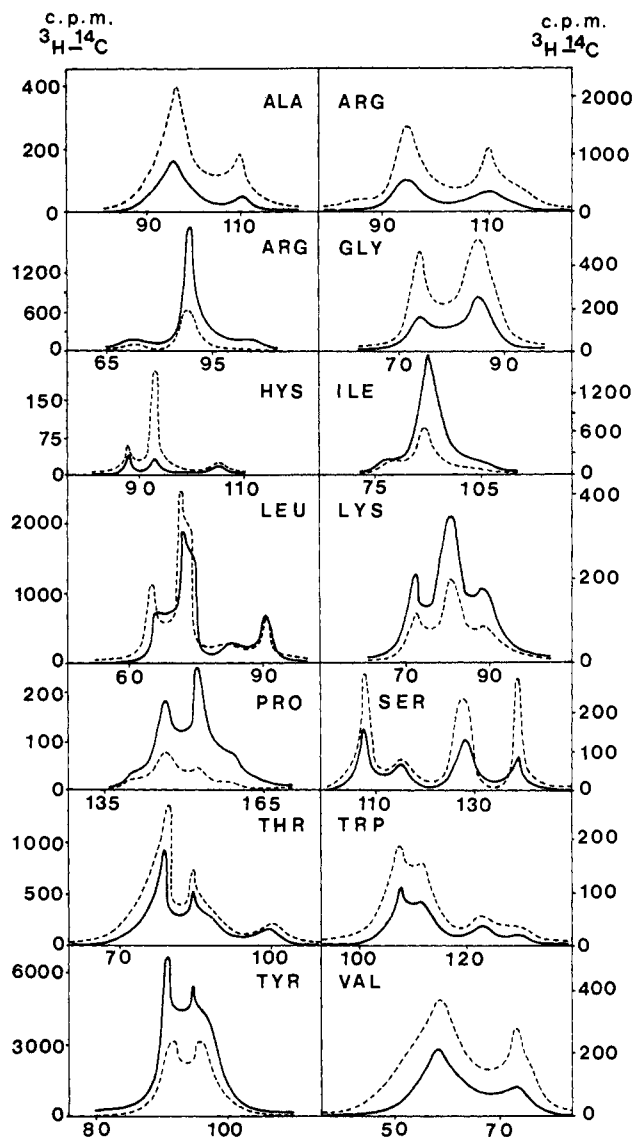 c.p.m. c.p.m.
³H–¹⁴C ³H–¹⁴C
400 ALA ARG 2000
200 1000
0 0
90 110 90 110
ARG GLY
1200 400
600 200
0 0
65 95 70 90
HYS ILE
150 1200
75 600
0 0
90 110 75 105
LEU LYS 400
2000
1000 200
0 0
60 90 70 90
200 PRO SER 200
100 100
0 0
135 165 110 130
THR TRP 200
1000
500 100
0 0
70 100 100 120
6000 TYR VAL 400
3000 200
0 0
80 100 50 70